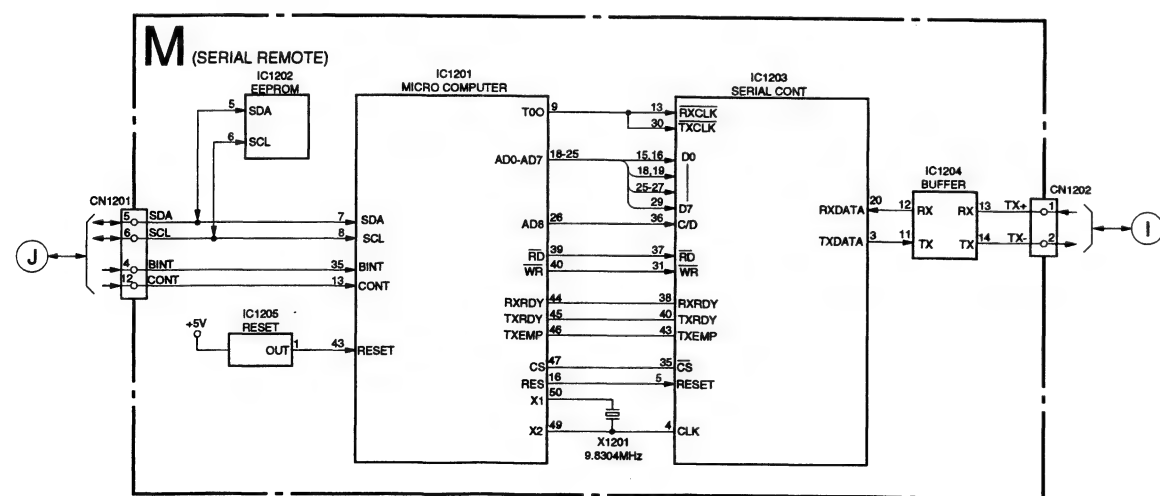 M (SERIAL REMOTE)
IC1202
EEPROM
5 SDA
6 SCL
IC1201
MICRO COMPUTER
IC1203
SERIAL CONT
T0O 9 13 RXCLK
30 TXCLK
AD0-AD7 18-25 15,16 D0
18,19
25-27
29 D7
AD8 26 36 C/D
RD 39 37 RD
WR 40 31 WR
RXRDY 44 38 RXRDY
TXRDY 45 40 TXRDY
TXEMP 46 43 TXEMP
CS 47 35 CS
RES 16 5 RESET
X1 50
X2 49 4 CLK
X1201
9.8304MHz
CN1201
J
5 SDA 7 SDA
6 SCL 8 SCL
4 BINT 35 BINT
12 CONT 13 CONT
+5V
IC1205
RESET
OUT 1 43 RESET
IC1204
BUFFER
CN1202
RXDATA 20 12 RX RX 13 TX+ 1
TXDATA 3 11 TX TX 14 TX- 2
I